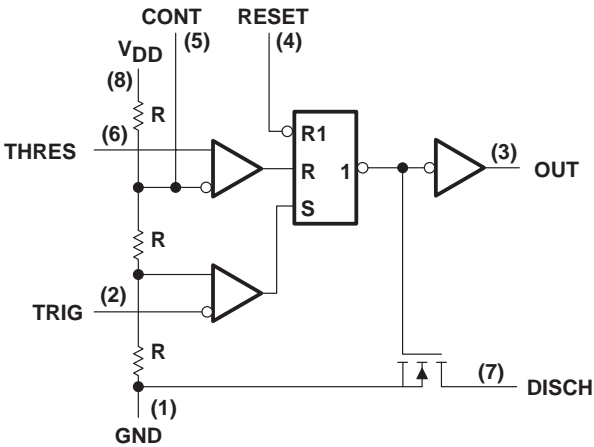 CONT
RESET
(5)
(4)
VDD
(8)
R
(6)
THRES
R1
R
1
S
(3)
OUT
R
(2)
TRIG
R
(7)
DISCH
(1)
GND